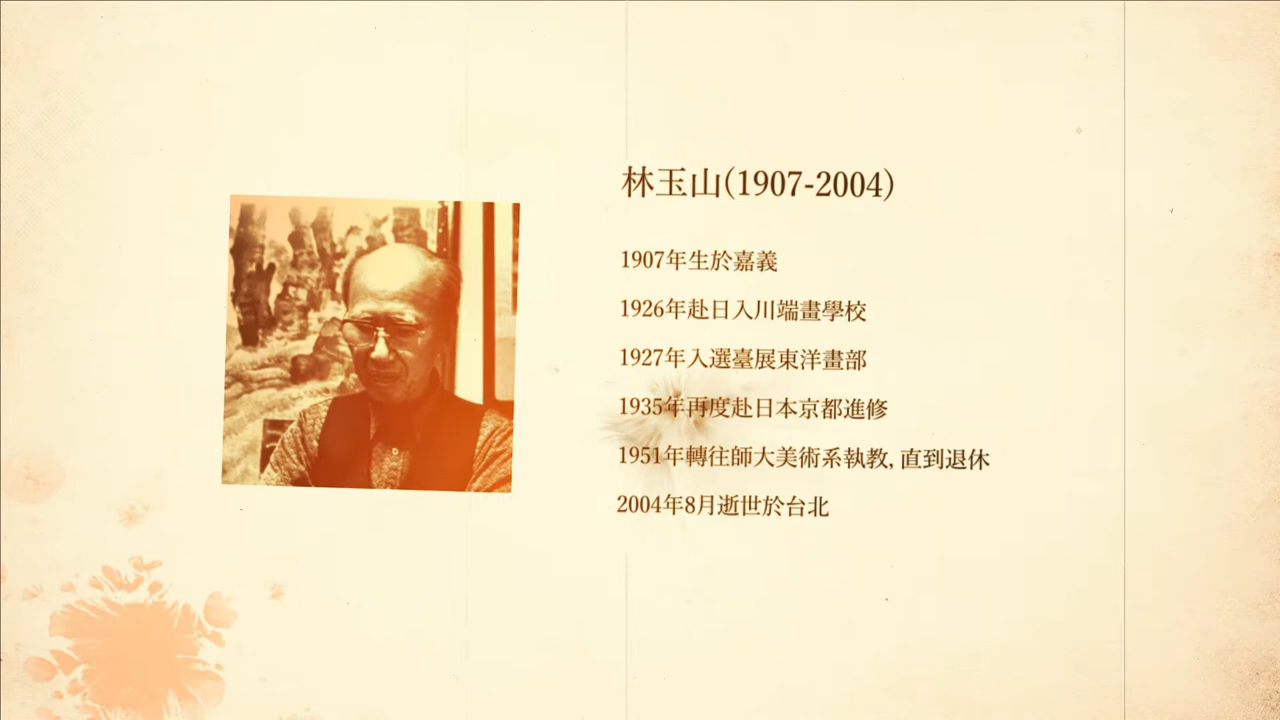 林玉山(1907-2004)
1907年生於嘉義
1926年赴日入川端畫學校
1927年入選臺展東洋畫部
1935年再度赴日本京都進修
1951年轉往師大美術系執教, 直到退休
2004年8月逝世於台北